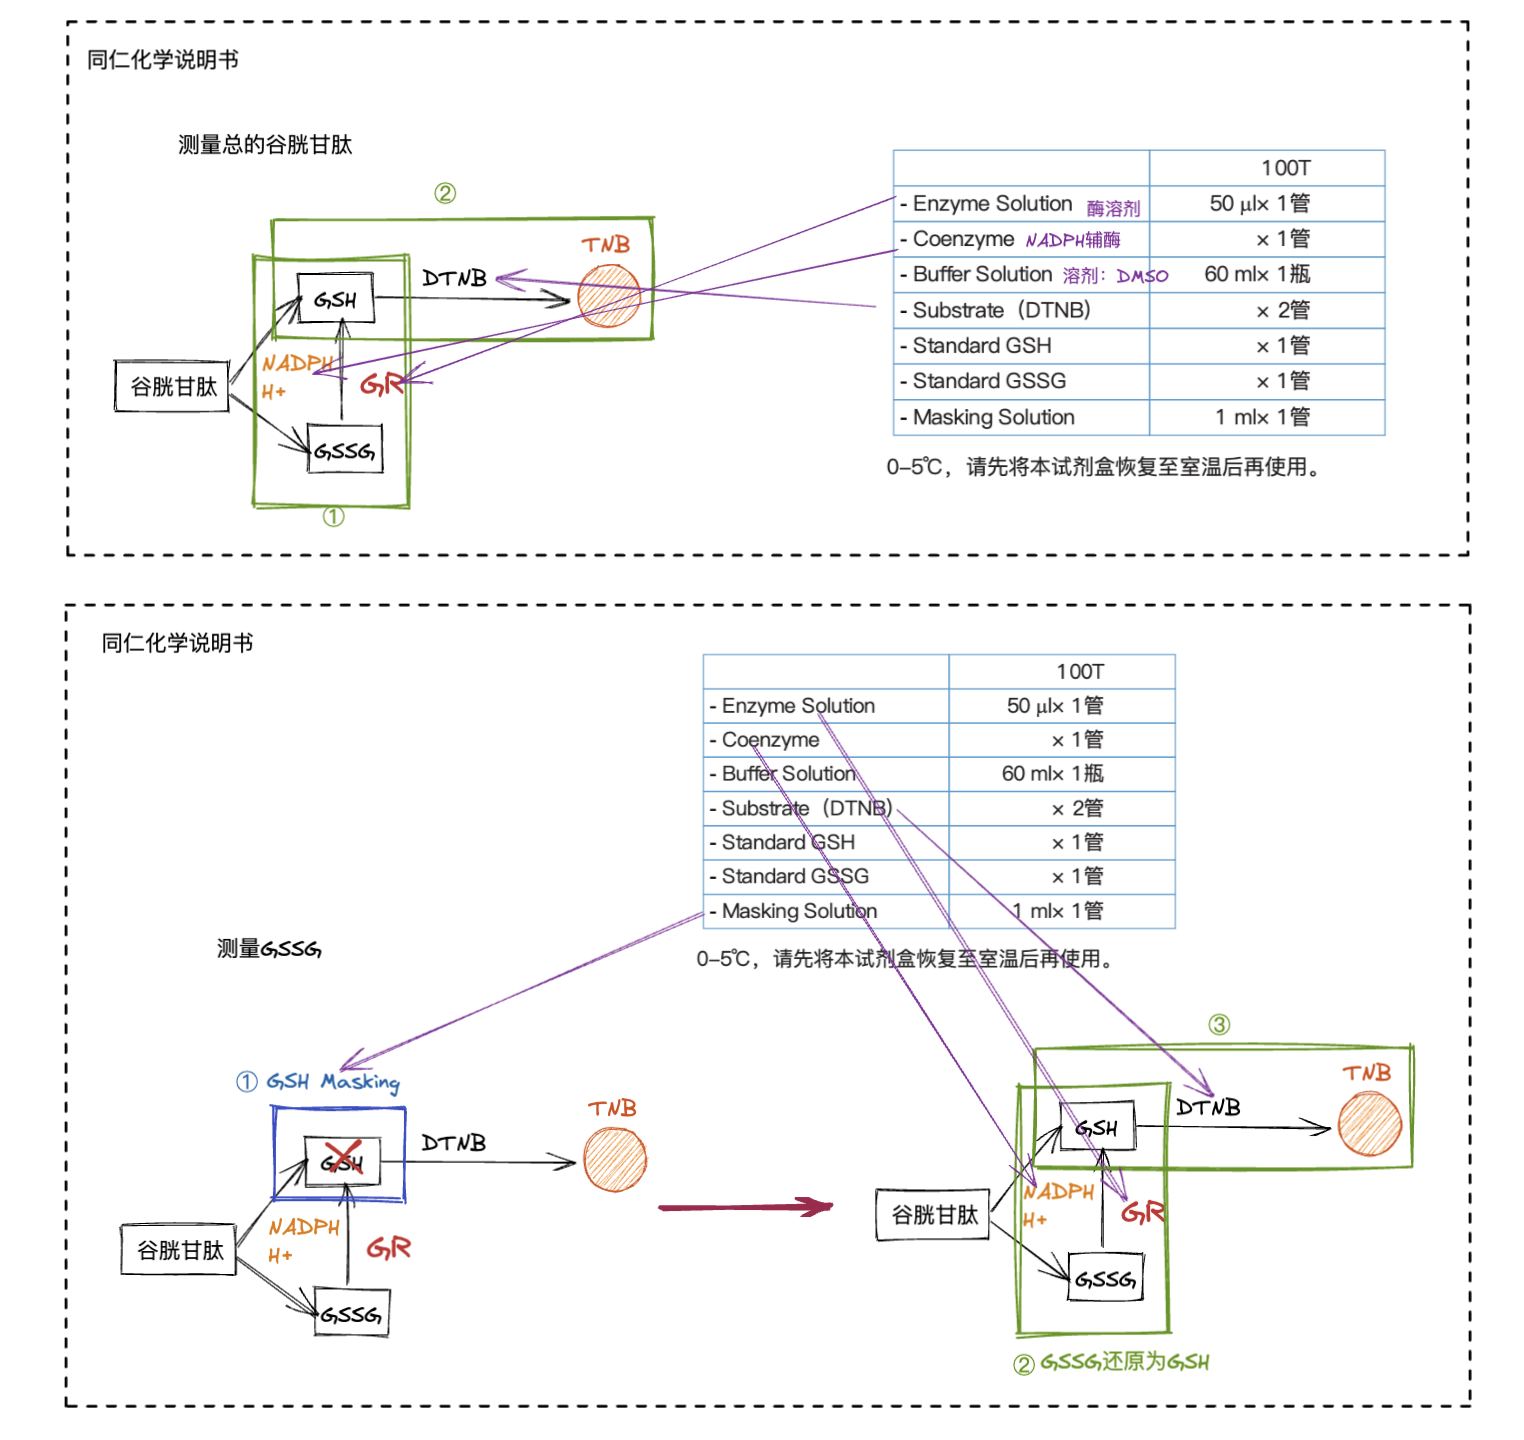 同仁化学说明书
测量总的谷胱甘肽
②
TNB
DTNB
GSH
NADPH
H+
GR
谷胱甘肽
GSSG
①
100T
- Enzyme Solution 酶溶剂 50 μl× 1管
- Coenzyme NADPH辅酶 × 1管
- Buffer Solution 溶剂：DMSO 60 ml× 1瓶
- Substrate（DTNB） × 2管
- Standard GSH × 1管
- Standard GSSG × 1管
- Masking Solution 1 ml× 1管
0–5℃，请先将本试剂盒恢复至室温后再使用。
同仁化学说明书
100T
- Enzyme Solution 50 μl× 1管
- Coenzyme × 1管
- Buffer Solution 60 ml× 1瓶
- Substrate（DTNB） × 2管
- Standard GSH × 1管
- Standard GSSG × 1管
- Masking Solution 1 ml× 1管
0–5℃，请先将本试剂盒恢复至室温后再使用。
测量GSSG
① GSH Masking
TNB
DTNB
GSH
NADPH
H+
GR
谷胱甘肽
GSSG
③
TNB
DTNB
GSH
NADPH
H+
GR
谷胱甘肽
GSSG
② GSSG还原为GSH